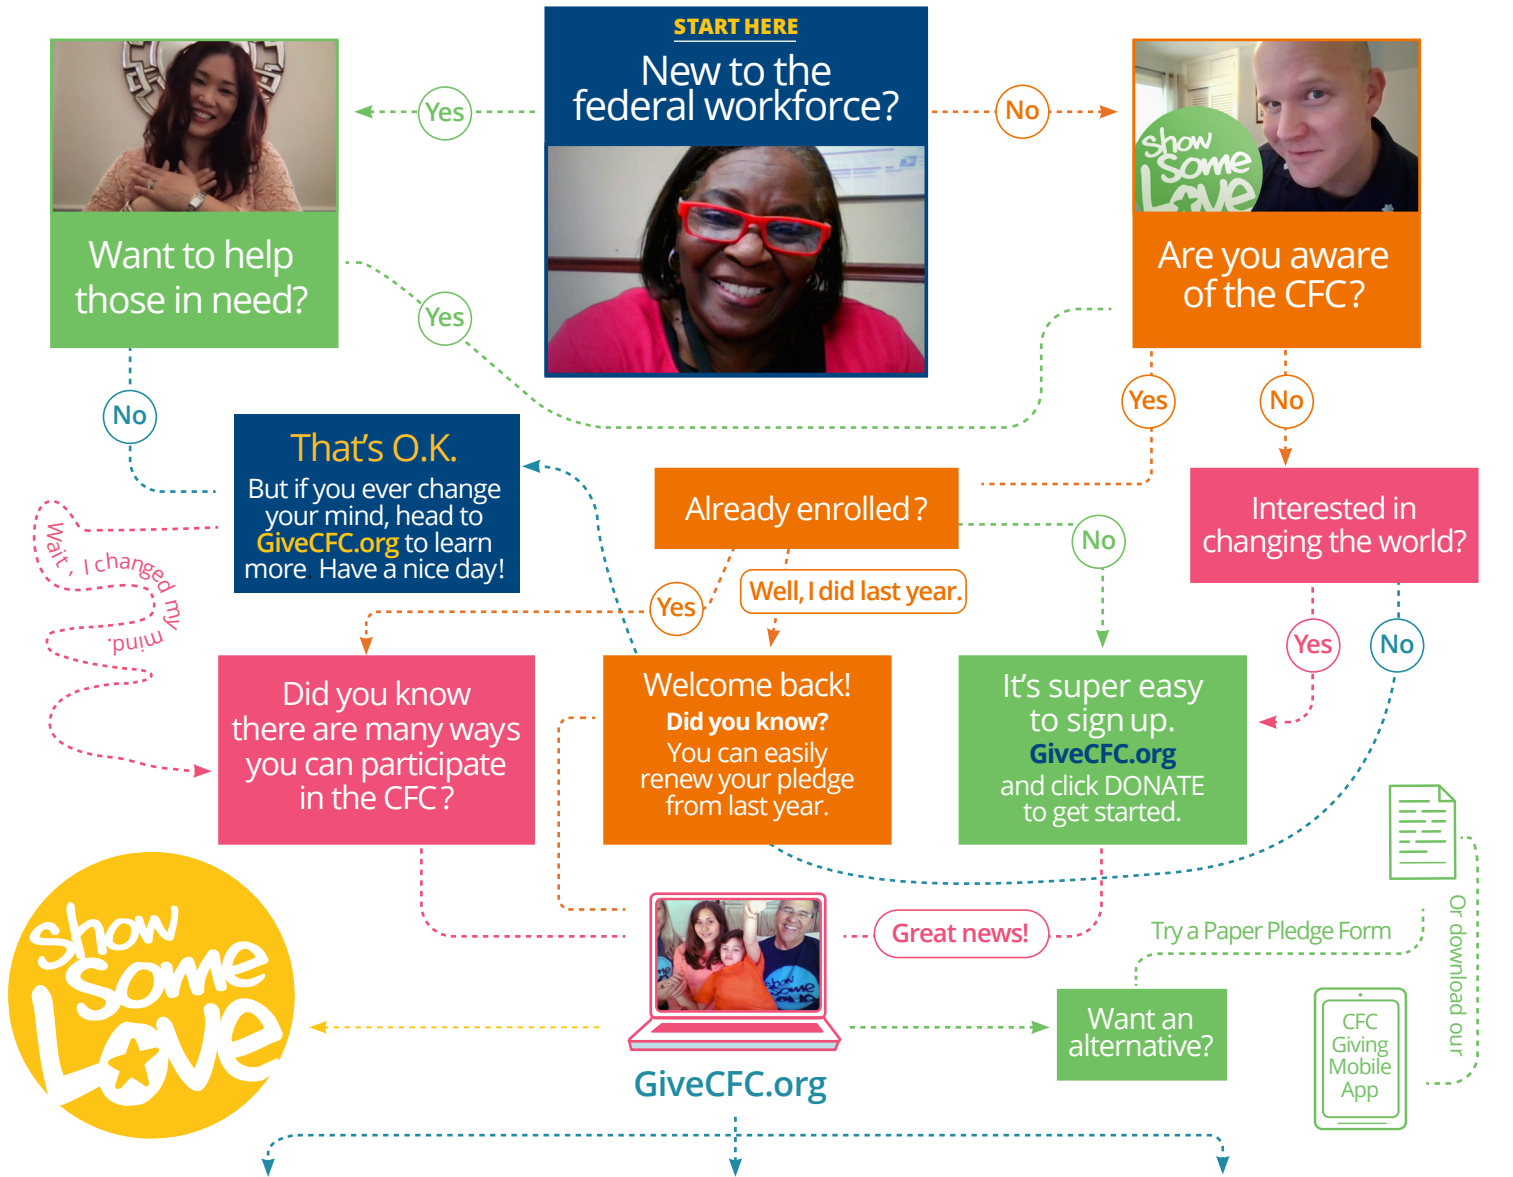 START HERE
New to the
federal workforce?
Yes
No
show
some
Love
Want to help
those in need?
Are you aware
of the CFC?
Yes
No
Yes
No
That's O.K.
But if you ever change
your mind, head to
GiveCFC.org to learn
more. Have a nice day!
Already enrolled?
Interested in
changing the world?
No
Wait, I changed my mind.
Yes
Well, I did last year.
Yes
No
Did you know
there are many ways
you can participate
in the CFC?
Welcome back!
Did you know?
You can easily
renew your pledge
from last year.
It's super easy
to sign up.
GiveCFC.org
and click DONATE
to get started.
show
some
Love
Great news!
show
some
Try a Paper Pledge Form
Or download our
Want an
alternative?
CFC
Giving
Mobile
App
GiveCFC.org